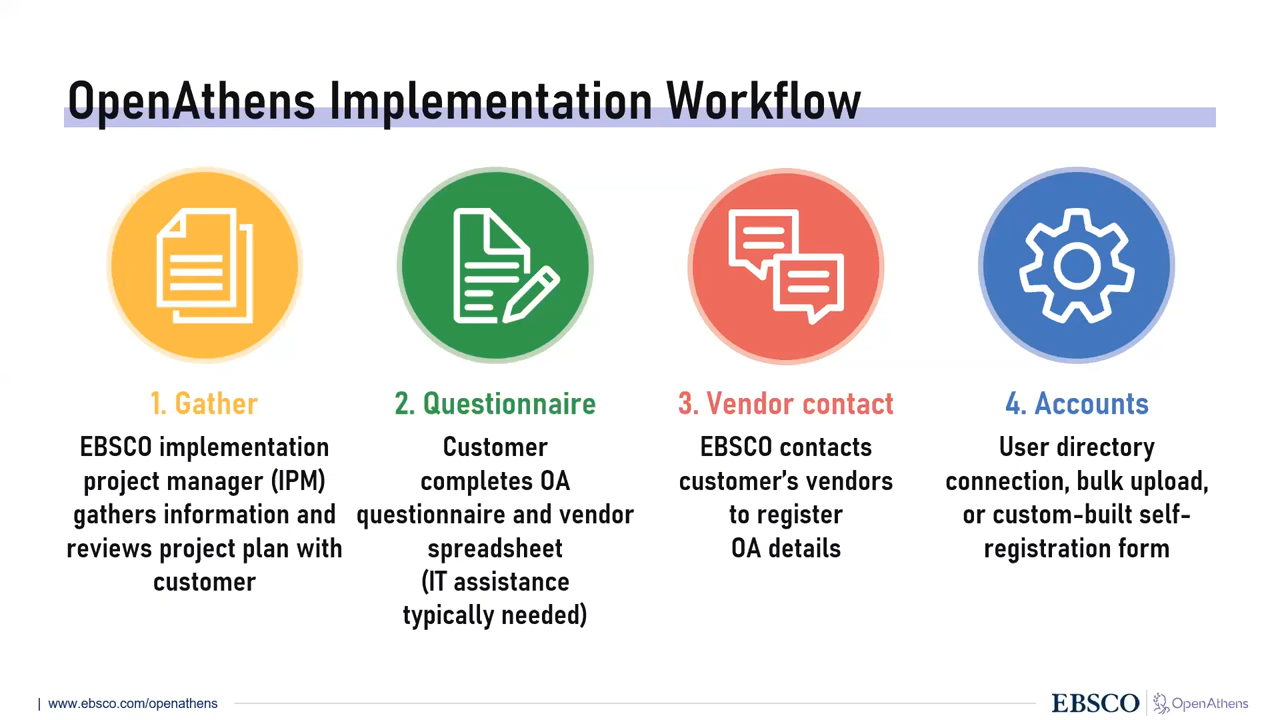 OpenAthens Implementation Workflow
1. Gather
EBSCO implementation
project manager (IPM)
gathers information and
reviews project plan with
customer
2. Questionnaire
Customer
completes OA
questionnaire and vendor
spreadsheet
(IT assistance
typically needed)
3. Vendor contact
EBSCO contacts
customer’s vendors
to register
OA details
4. Accounts
User directory
connection, bulk upload,
or custom-built self-
registration form
| www.ebsco.com/openathens
EBSCO | OpenAthens